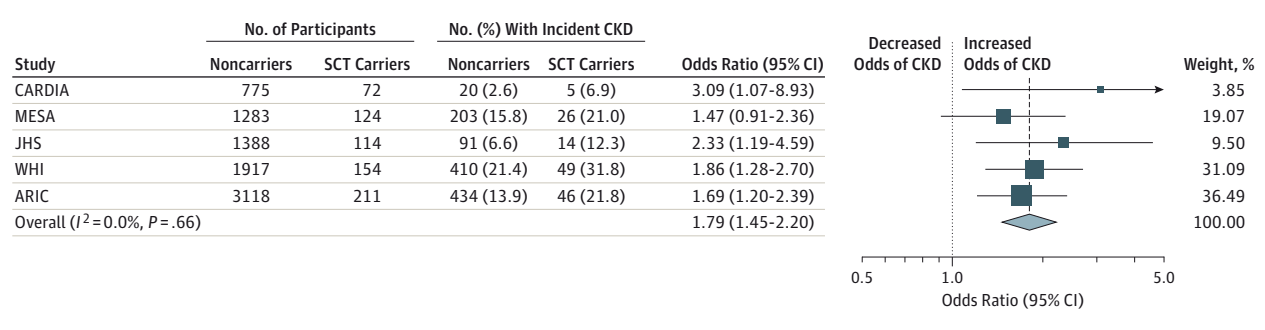 No. of Participants No. (%) With Incident CKD
Study Noncarriers SCT Carriers Noncarriers SCT Carriers Odds Ratio (95% CI)
Decreased Odds of CKD Increased Odds of CKD Weight, %
CARDIA 775 72 20 (2.6) 5 (6.9) 3.09 (1.07-8.93) 3.85
MESA 1283 124 203 (15.8) 26 (21.0) 1.47 (0.91-2.36) 19.07
JHS 1388 114 91 (6.6) 14 (12.3) 2.33 (1.19-4.59) 9.50
WHI 1917 154 410 (21.4) 49 (31.8) 1.86 (1.28-2.70) 31.09
ARIC 3118 211 434 (13.9) 46 (21.8) 1.69 (1.20-2.39) 36.49
Overall (I² = 0.0%, P = .66) 1.79 (1.45-2.20) 100.00
0.5 1.0 5.0
Odds Ratio (95% CI)